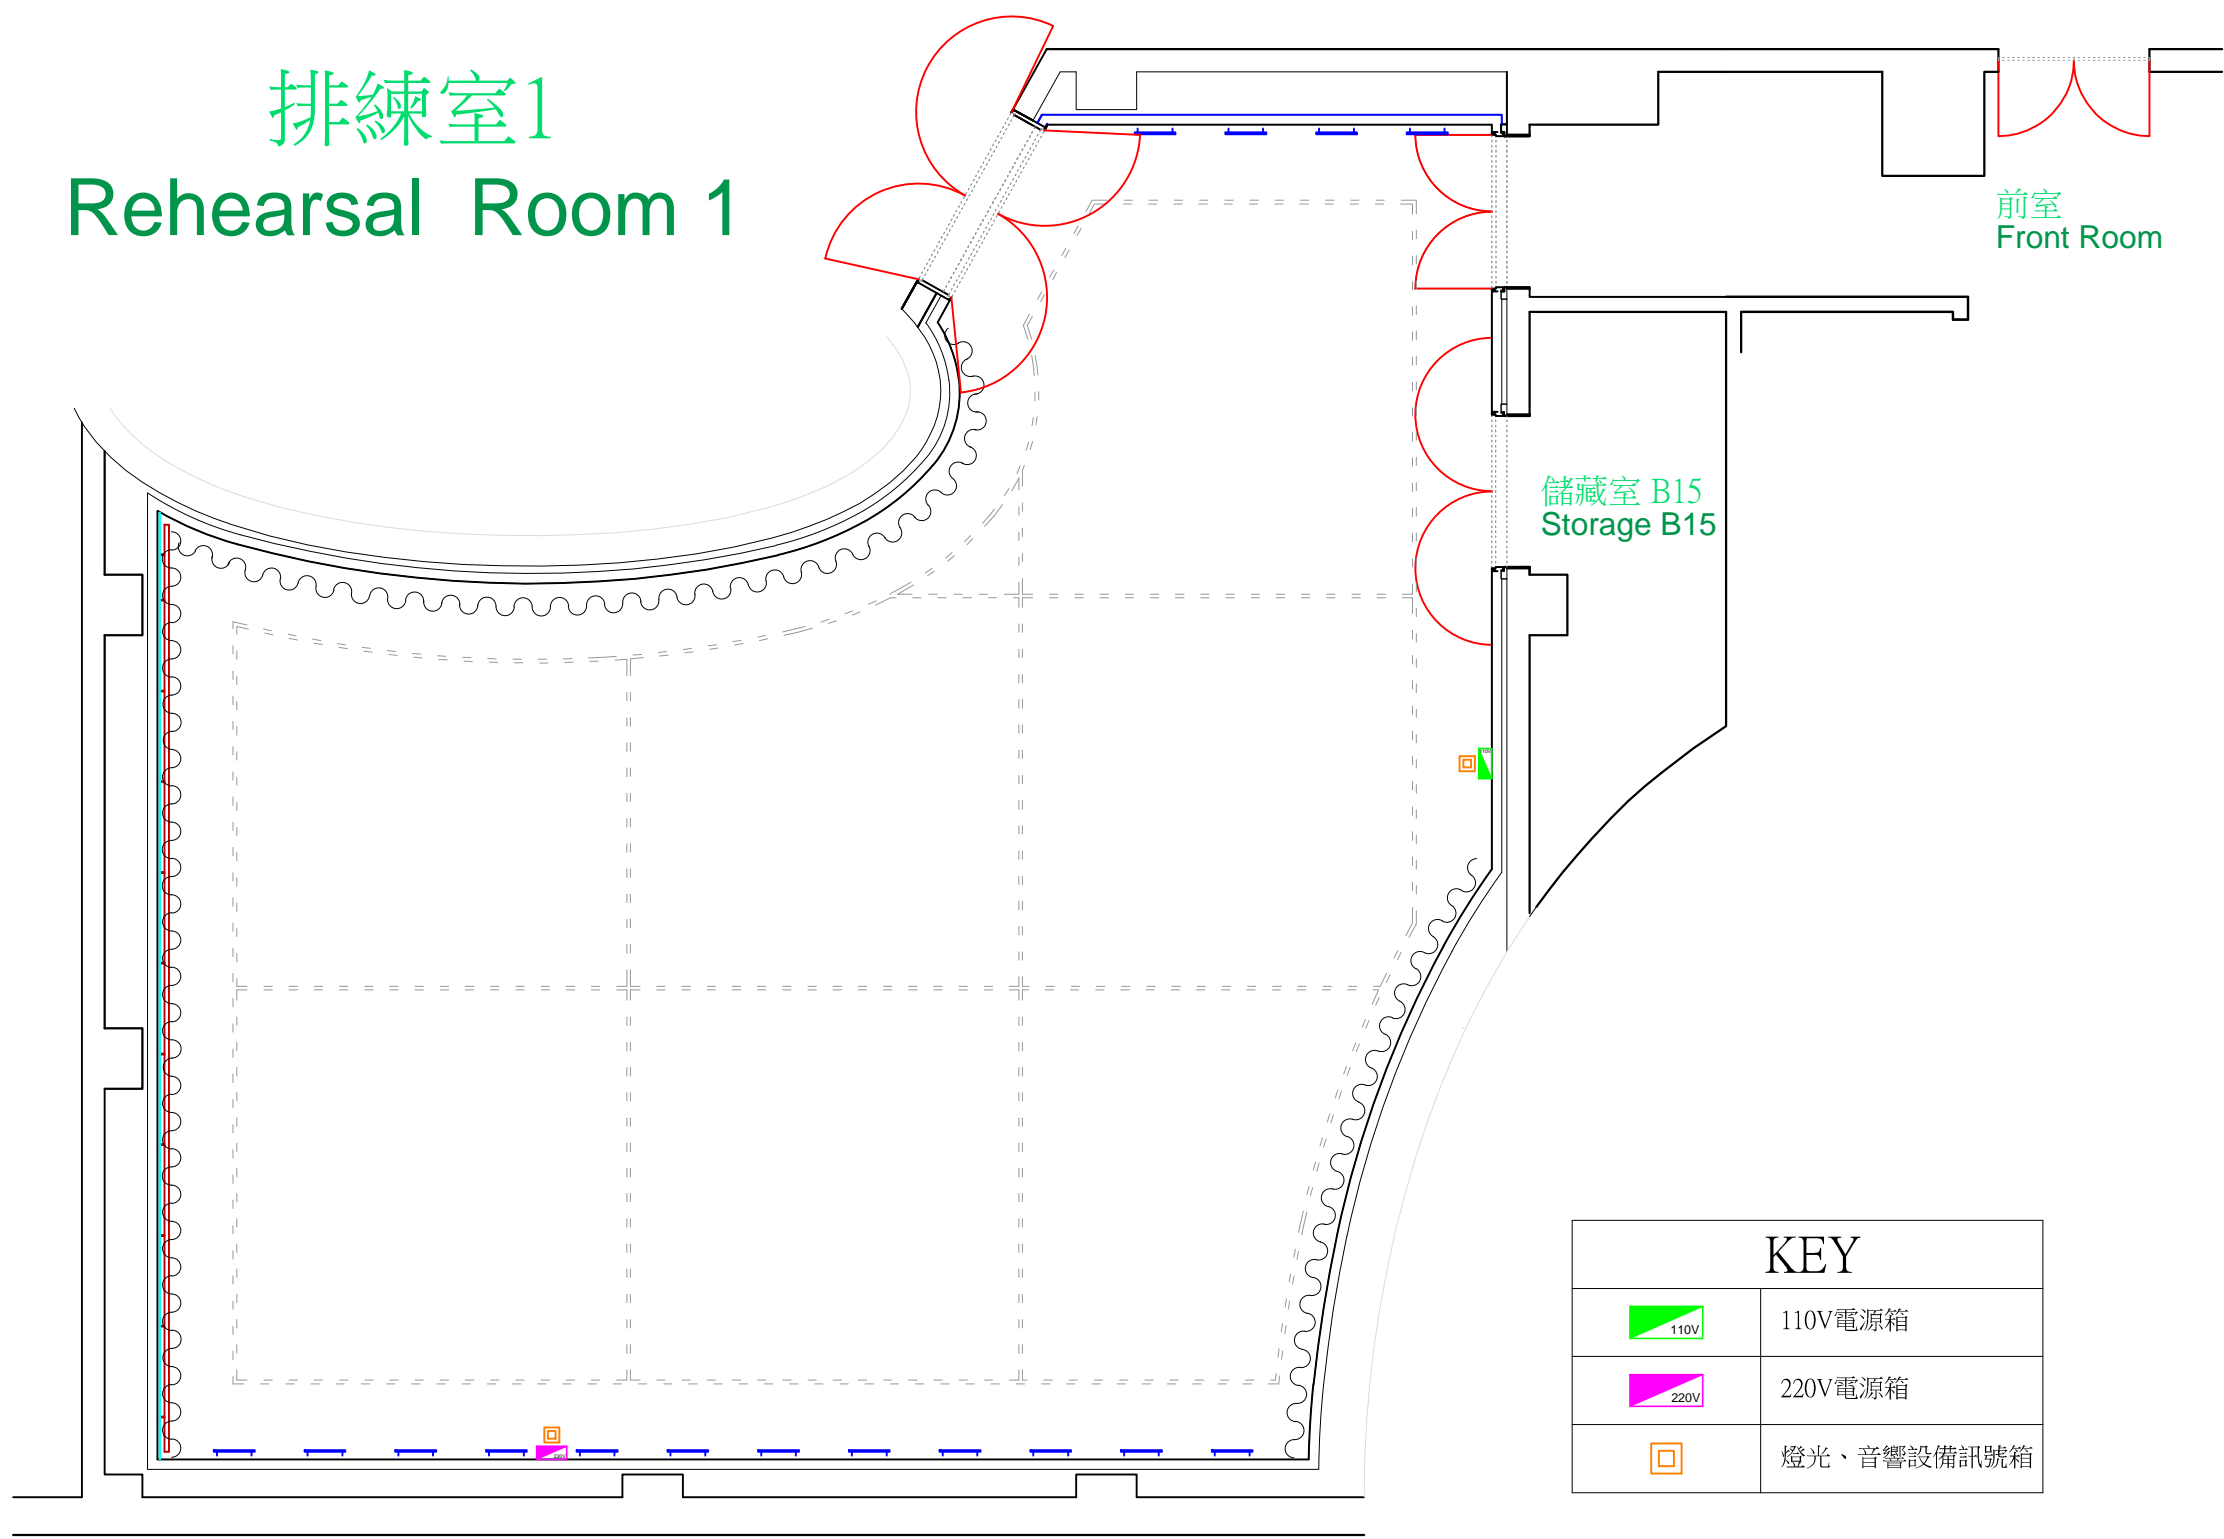 排練室1
Rehearsal Room 1
前室
Front Room
儲藏室 B15
Storage B15
110V
220V
KEY
110V
110V電源箱
220V
220V電源箱
燈光、音響設備訊號箱